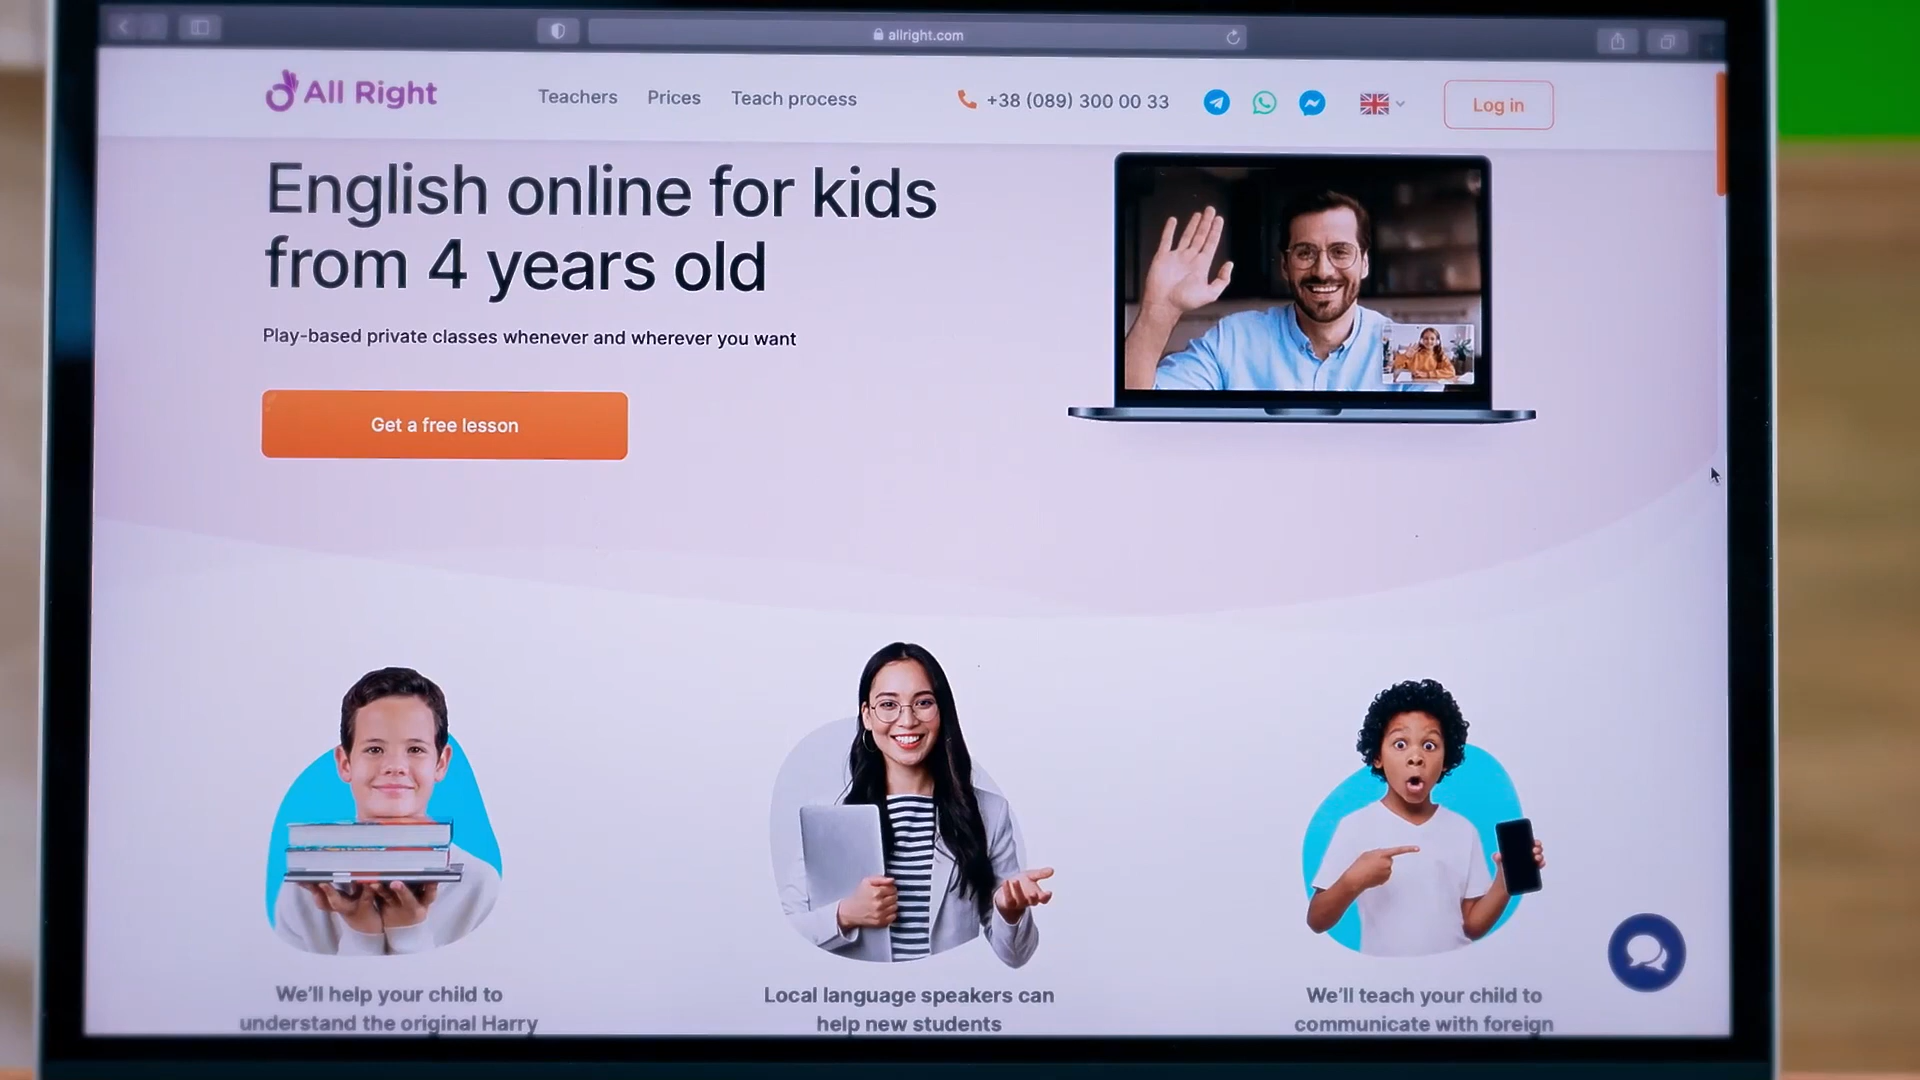 allright.com
All Right
Teachers
Prices
Teach process
+38 (089) 300 00 33
Log in
English online for kids
from 4 years old
Play-based private classes whenever and wherever you want
Get a free lesson
We'll help your child to
understand the original Harry
Local language speakers can
help new students
We'll teach your child to
communicate with foreign